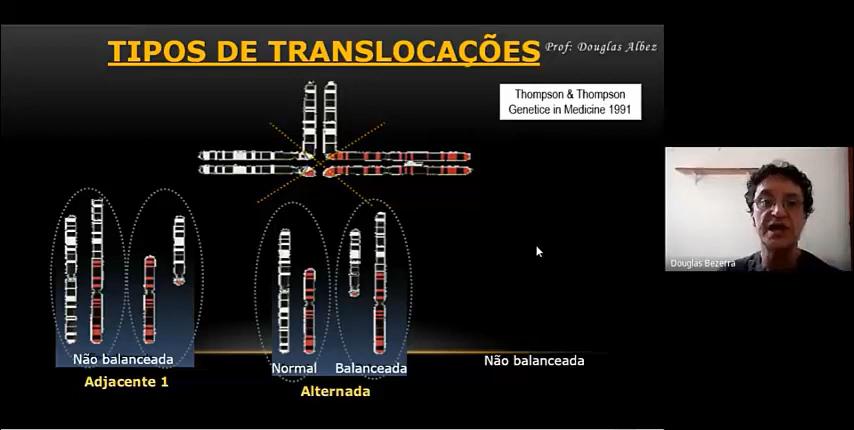 TIPOS DE TRANSLOCAÇÕES
Prof: Douglas Albez
Thompson & Thompson
Genetice in Medicine 1991
Douglas Bezerra
Não balanceada
Adjacente 1
Normal
Balanceada
Alternada
Não balanceada